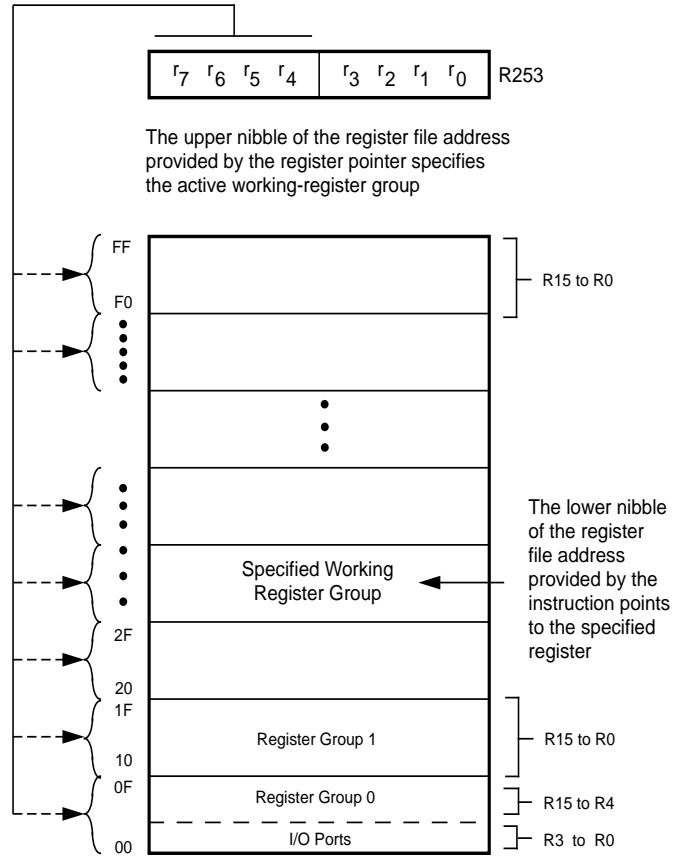 r7 r6 r5 r4 r3 r2 r1 r0 R253
The upper nibble of the register file address
provided by the register pointer specifies
the active working-register group
FF
R15 to R0
F0
The lower nibble
of the register
file address
provided by the
instruction points
to the specified
register
Specified Working
Register Group
2F
20
1F
Register Group 1
R15 to R0
10
0F
Register Group 0
R15 to R4
I/O Ports
R3 to R0
00